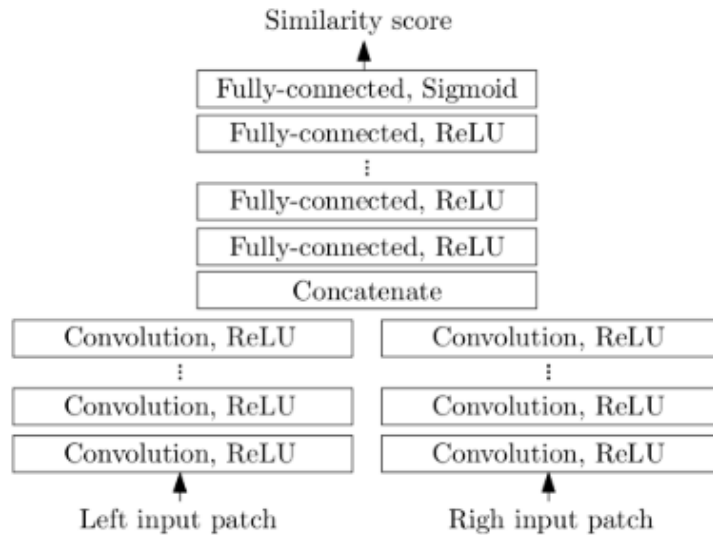 Similarity score
Fully-connected, Sigmoid
Fully-connected, ReLU
Fully-connected, ReLU
Fully-connected, ReLU
Concatenate
Convolution, ReLU
Convolution, ReLU
Convolution, ReLU
Left input patch
Convolution, ReLU
Convolution, ReLU
Convolution, ReLU
Righ input patch